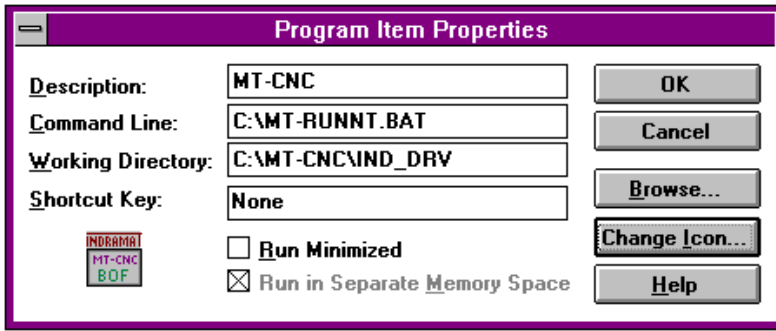 Program Item Properties
Description: MT-CNC OK
Command Line: C:\MT-RUNNT.BAT Cancel
Working Directory: C:\MT-CNC\IND_DRV
Shortcut Key: None Browse...
INDRAMAT
MT-CNC
BOF
Run Minimized Change Icon...
Run in Separate Memory Space Help